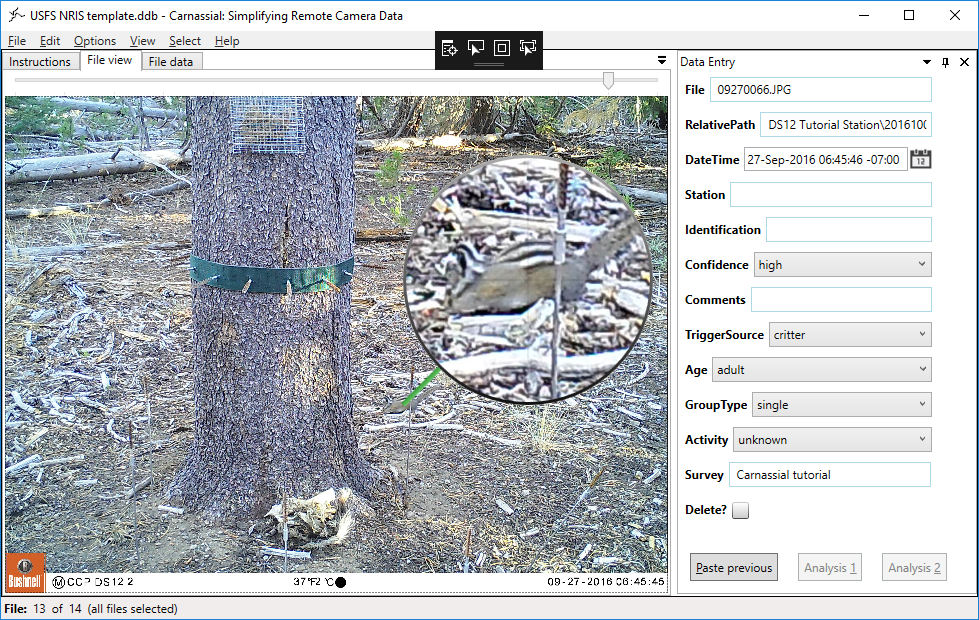 USFS NRIS template.ddb - Carnassial: Simplifying Remote Camera Data
File Edit Options View Select Help
Instructions File view File data
Data Entry
File 09270066.JPG
RelativePath DS12 Tutorial Station\2016100
DateTime 27-Sep-2016 06:45:46 -07:00
12
Station
Identification
Confidence high
Comments
TriggerSource critter
Age adult
GroupType single
Activity unknown
Survey Carnassial tutorial
Delete?
Paste previous Analysis 1 Analysis 2
Bushnell M CCP DS12 2 37°F2°C 09-27-2016 06:45:45
File: 13 of 14 (all files selected)